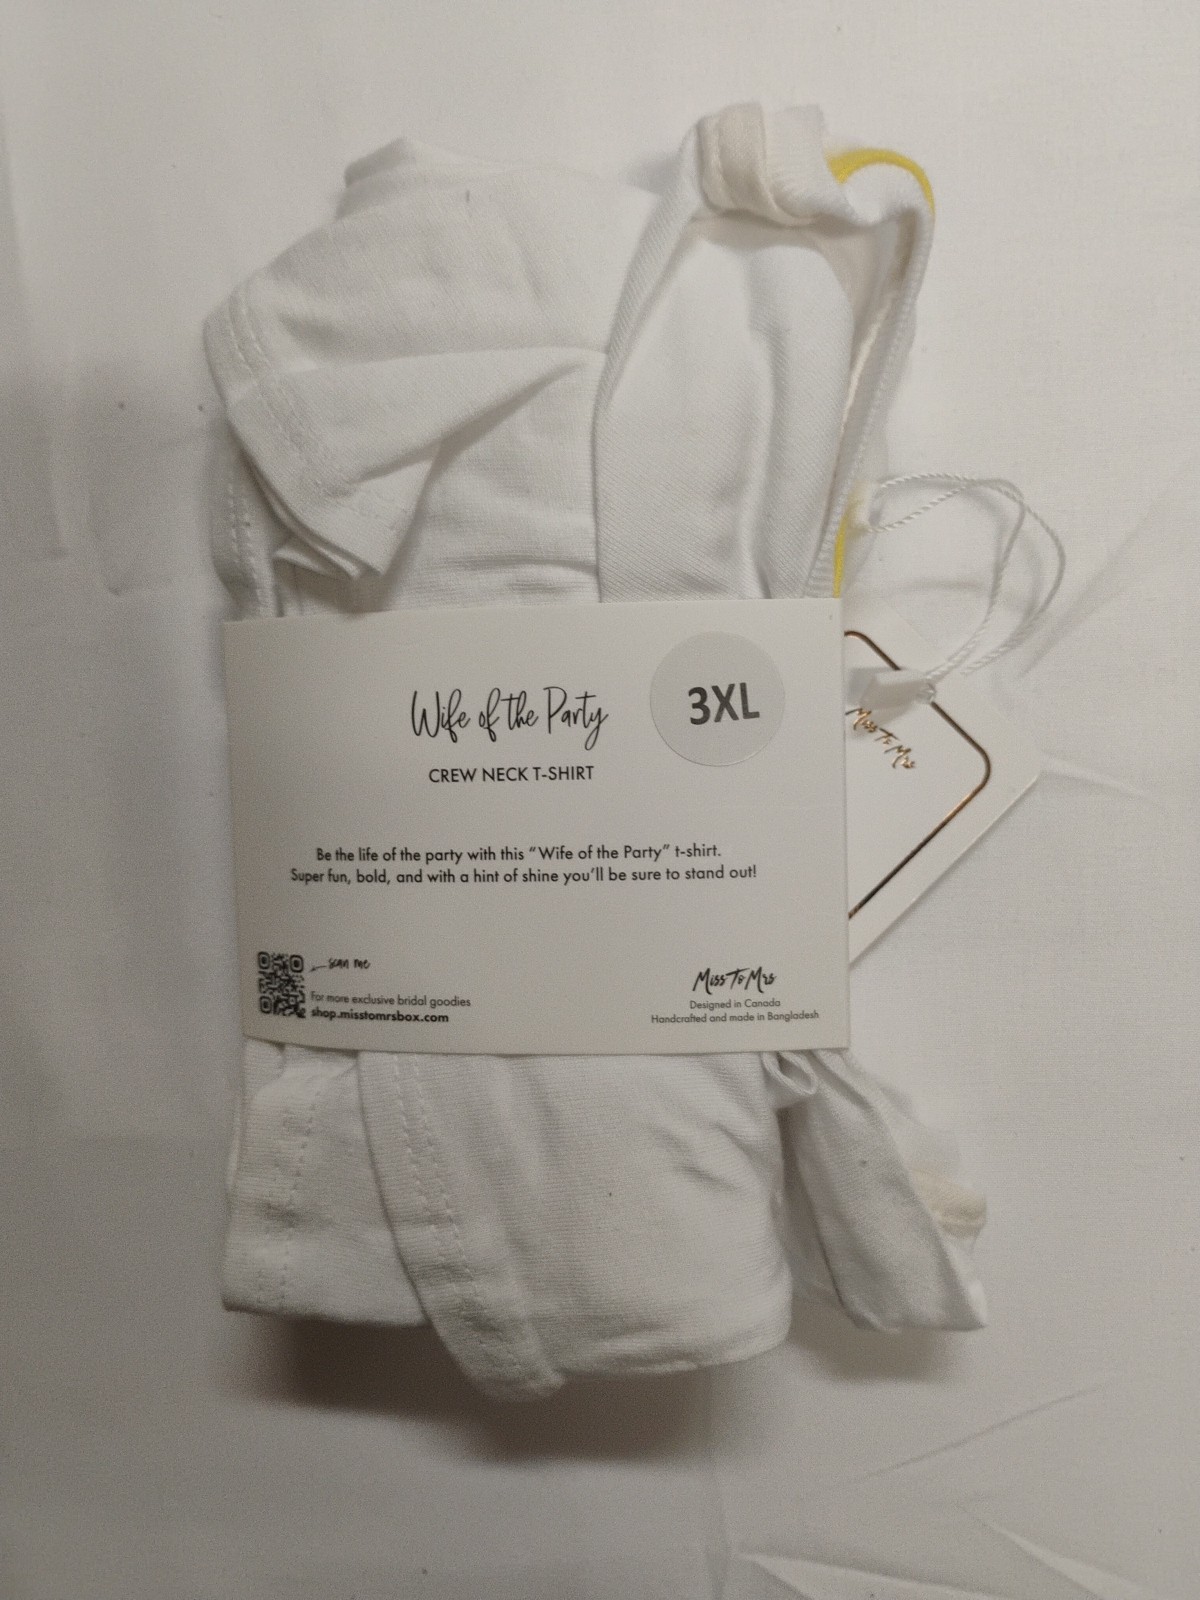 Wife of the Party
3XL
CREW NECK T-SHIRT
Miss To Mrs
Be the life of the party with this “Wife of the Party” t-shirt.
Super fun, bold, and with a hint of shine you’ll be sure to stand out!
scan me
For more exclusive bridal goodies
shop.misstomrsbox.com
Miss To Mrs
Designed in Canada
Handcrafted and made in Bangladesh